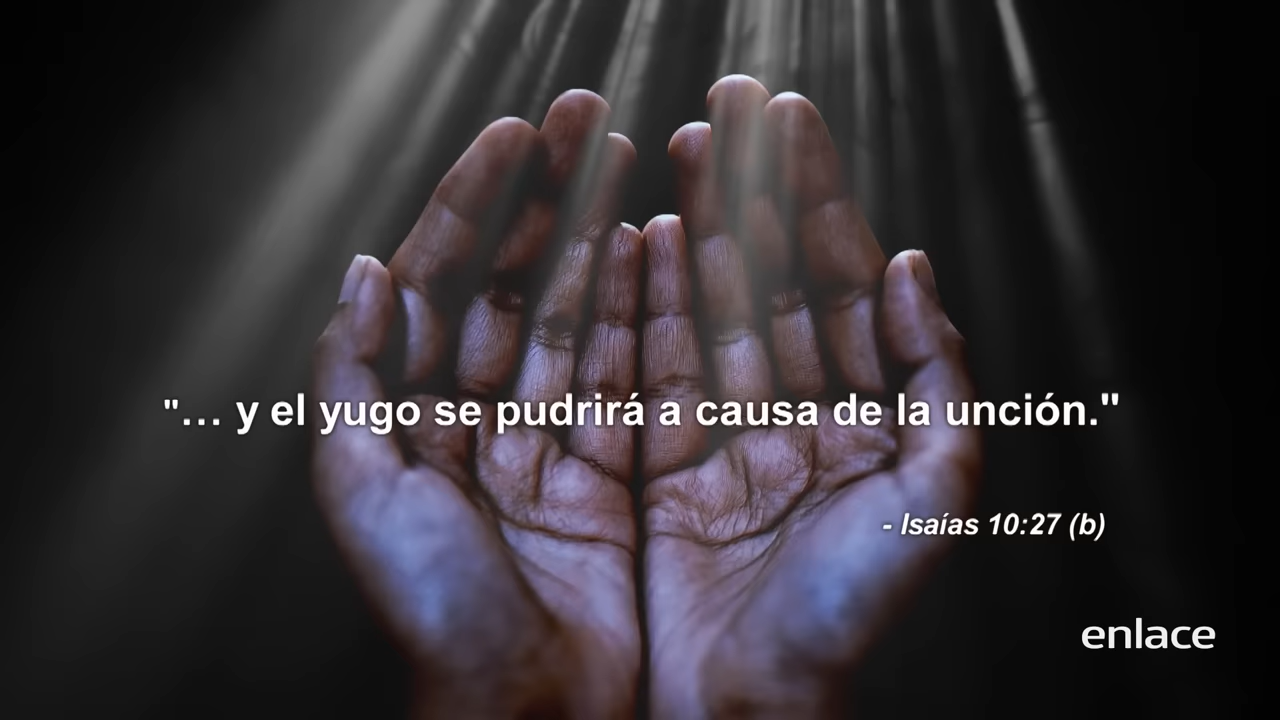 "... y el yugo se pudrirá a causa de la unción."
- Isaías 10:27 (b)
enlace